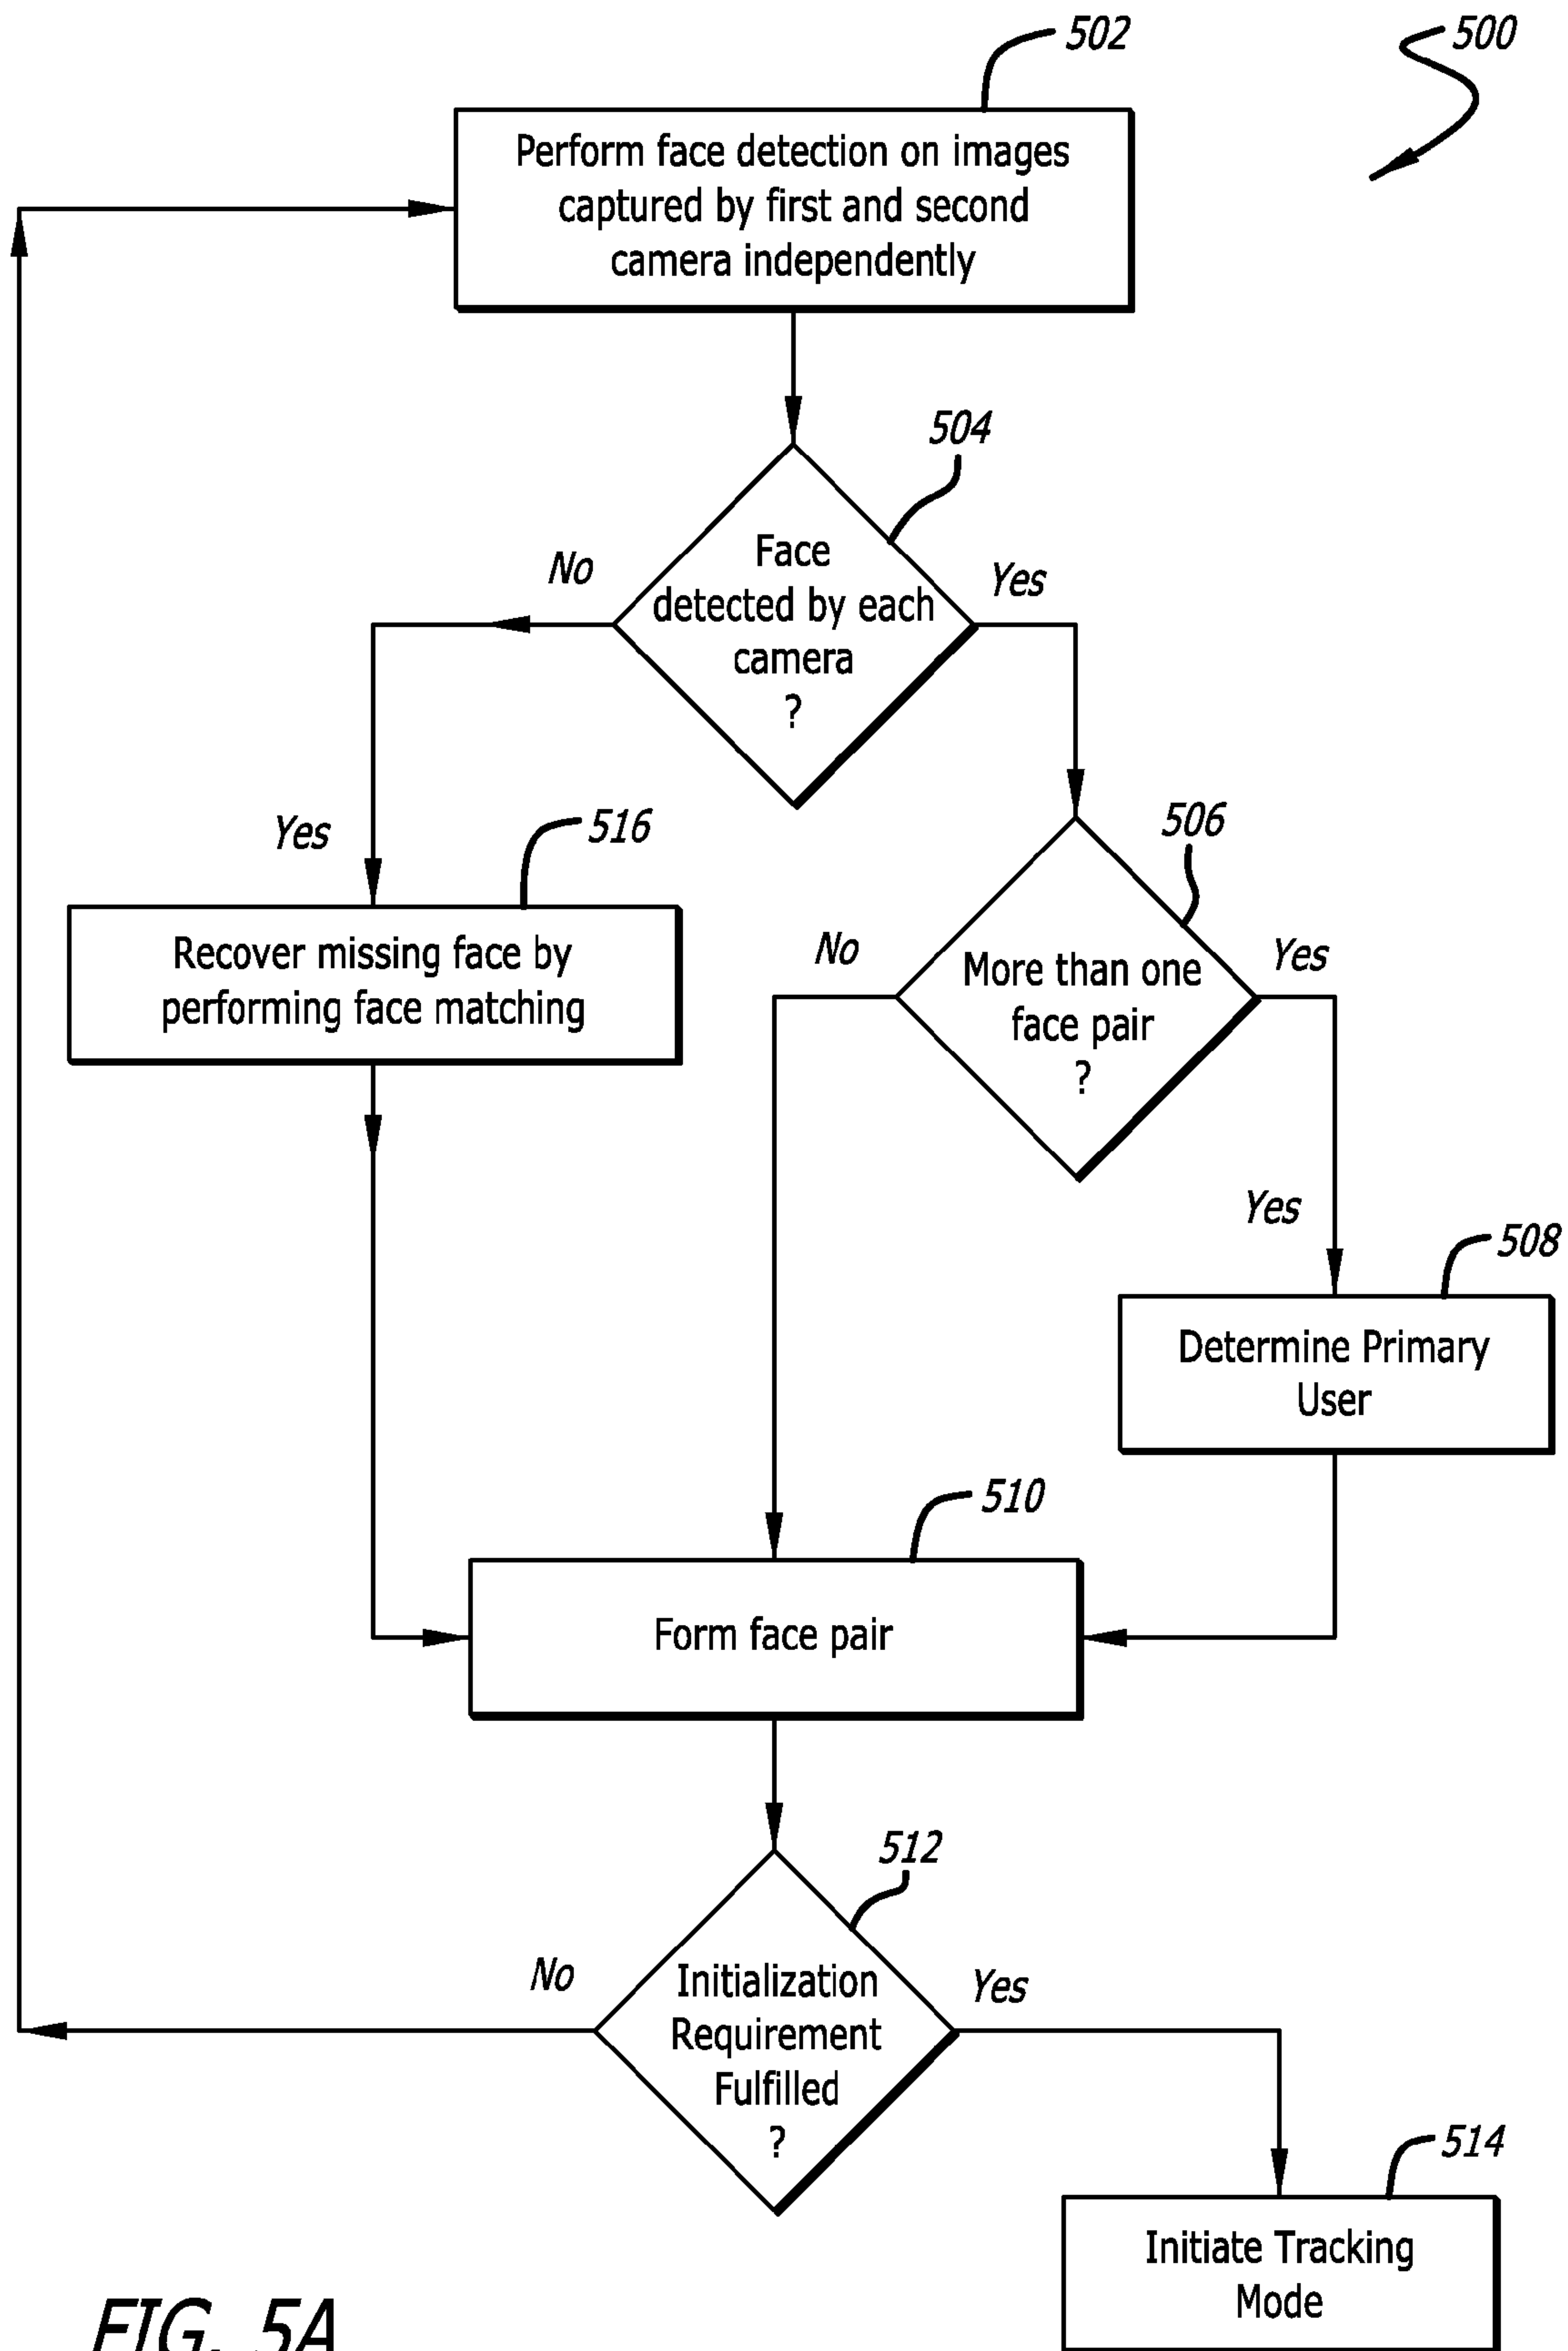 502
500
Perform face detection on images
captured by first and second
camera independently
504
No
Face
detected by each
camera
?
Yes
Yes
516
506
Recover missing face by
performing face matching
No
More than one
face pair
?
Yes
Yes
508
Determine Primary
User
510
Form face pair
512
No
Initialization
Requirement
Fulfilled
?
Yes
514
Initiate Tracking
Mode
FIG. 5A